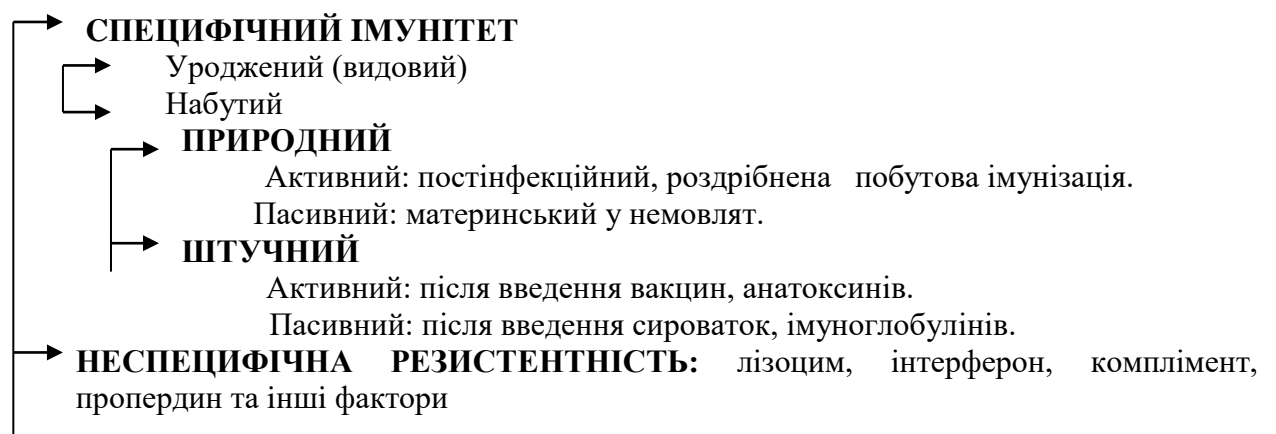 СПЕЦИФІЧНИЙ ІМУНІТЕТ
Уроджений (видовий)
Набутий
ПРИРОДНИЙ
Активний: постінфекційний, роздрібнена побутова імунізація.
Пасивний: материнський у немовлят.
ШТУЧНИЙ
Активний: після введення вакцин, анатоксинів.
Пасивний: після введення сироваток, імуноглобулінів.
НЕСПЕЦИФІЧНА РЕЗИСТЕНТНІСТЬ: лізоцим, інтерферон, комплімент,
пропердин та інші фактори